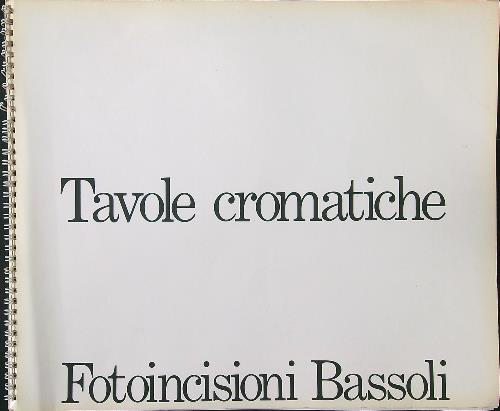 Tavole cromatiche
Fotoincisioni Bassoli